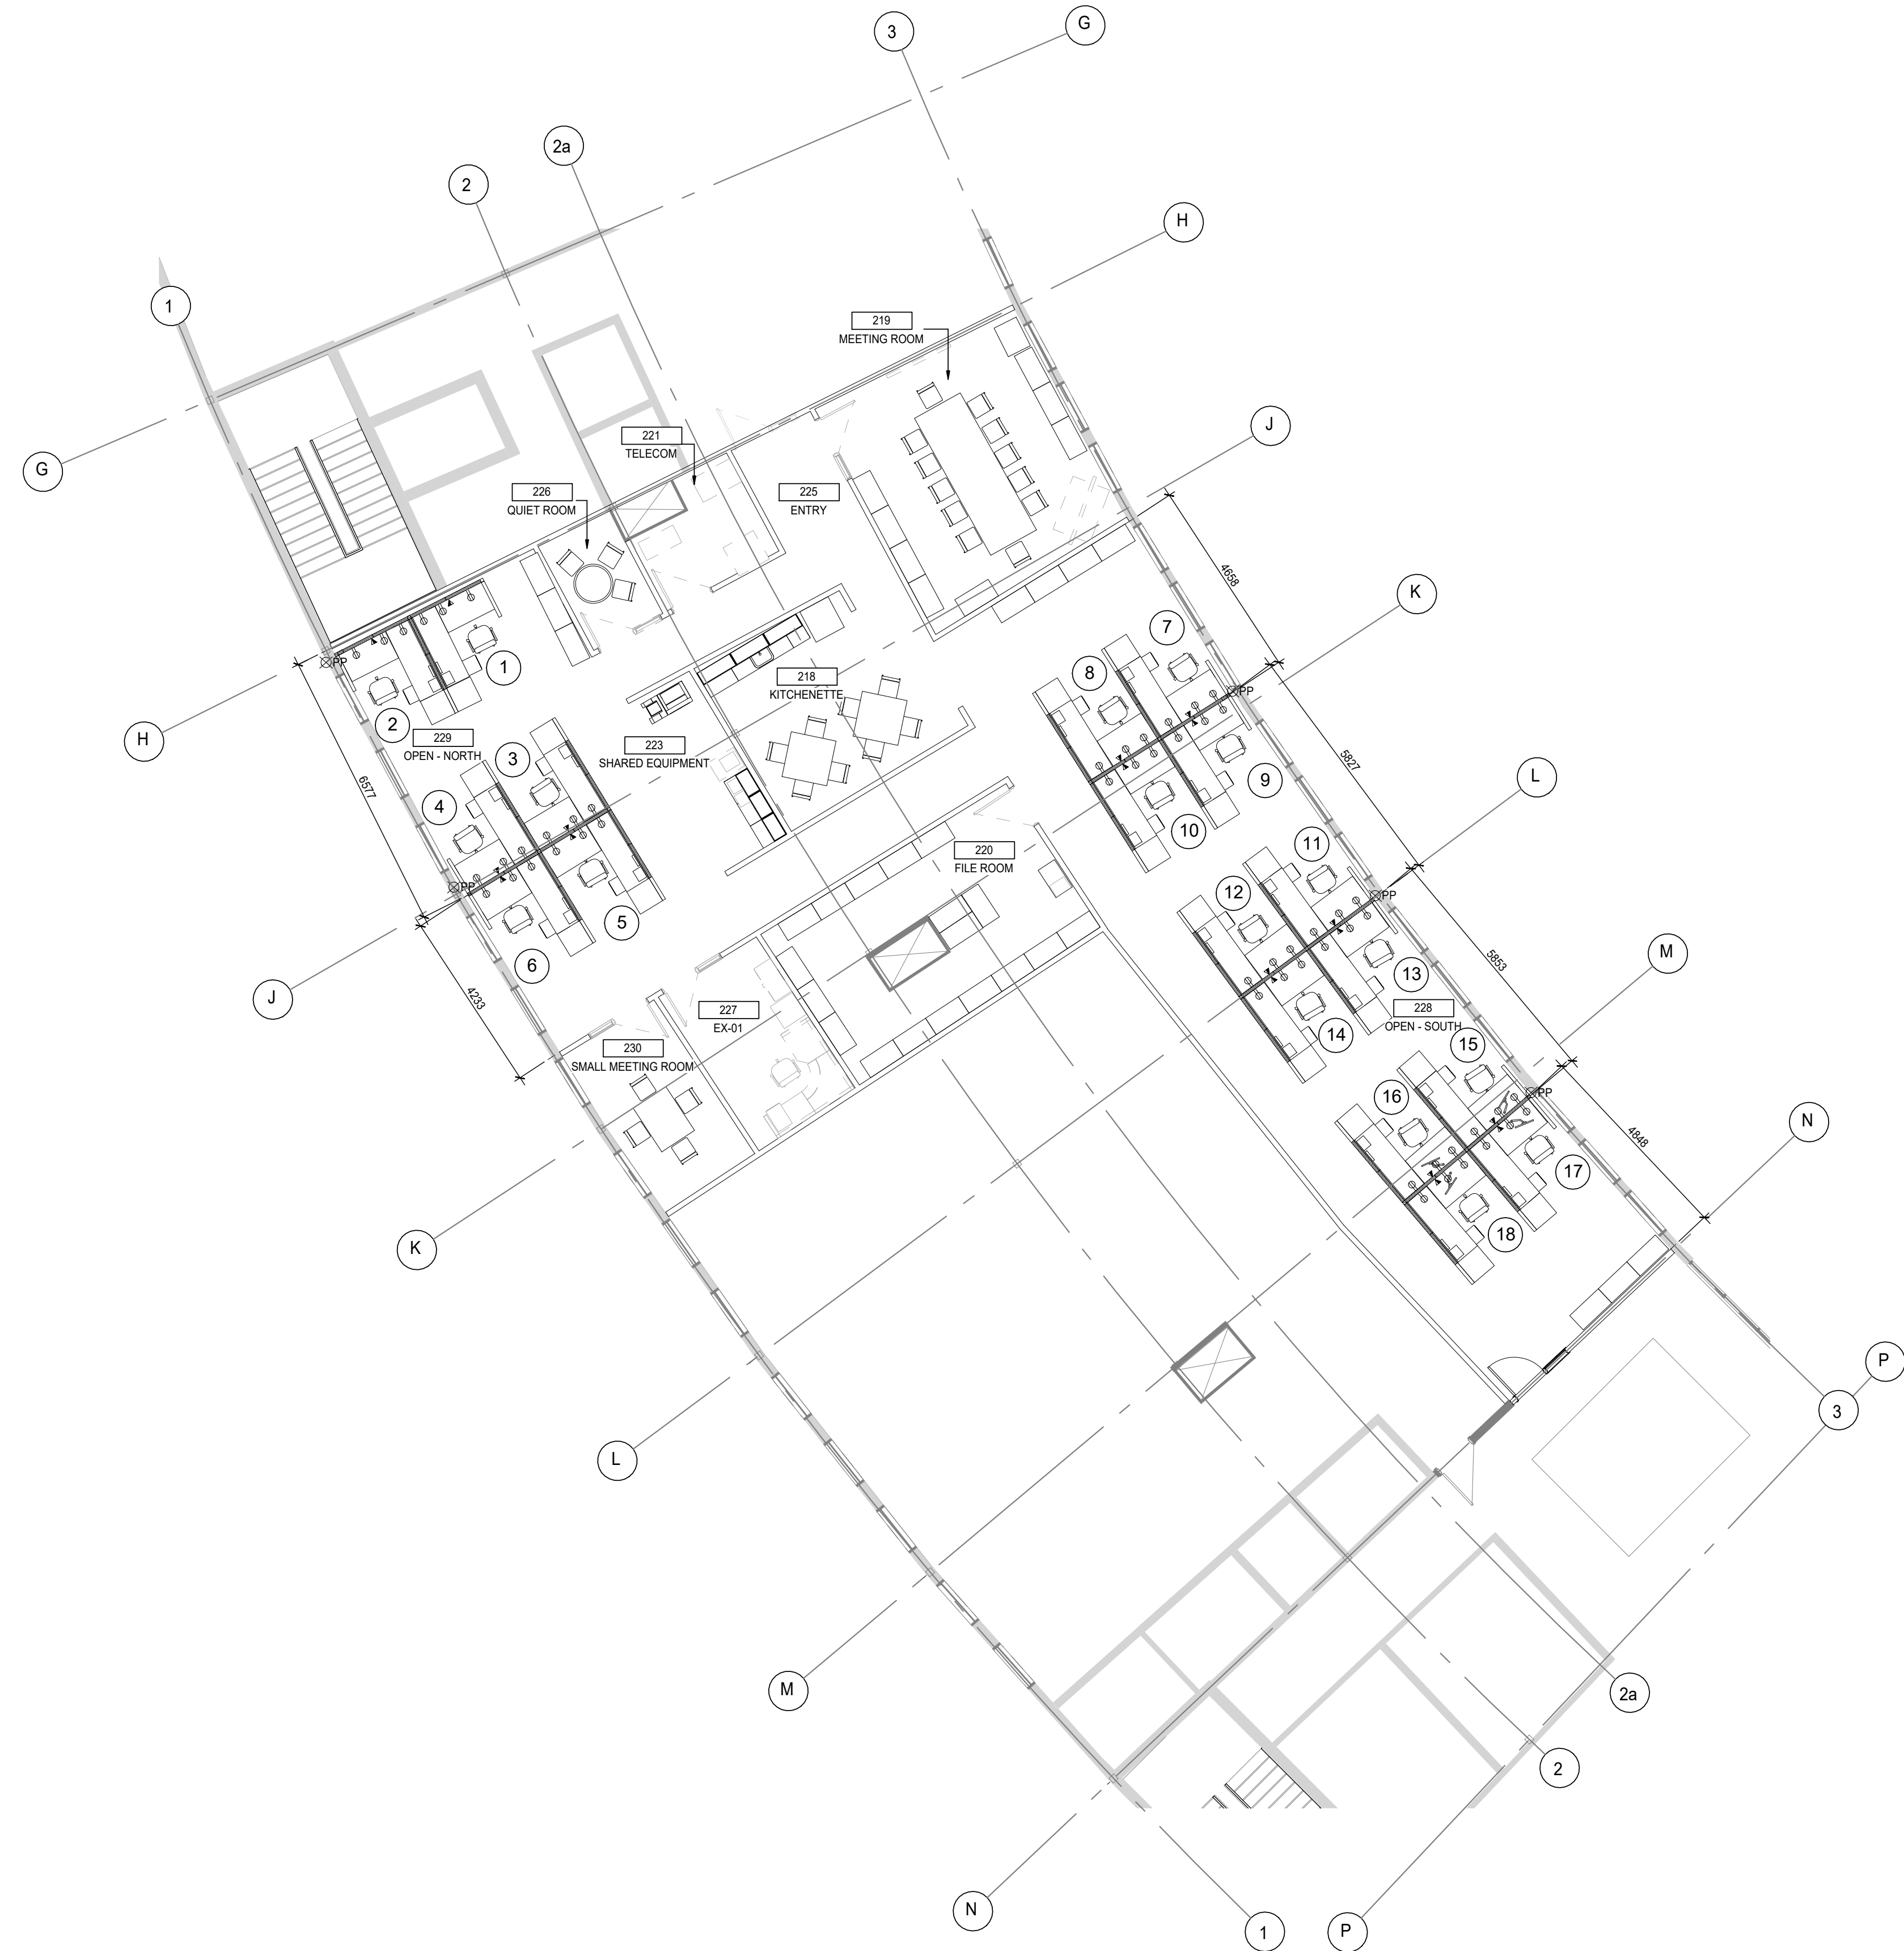 3
G
2a
2
H
1
219
MEETING ROOM
J
221
TELECOM
G
226
QUIET ROOM
225
ENTRY
4658
K
7
PP
1
8
218
KITCHENETTE
PP
2
229
OPEN - NORTH
H
223
SHARED EQUIPMENT
3
9
5827
L
6577
4
10
11
220
FILE ROOM
PP
12
PP
5
6
13
M
5853
J
4233
227
EX-01
228
OPEN - SOUTH
14
230
SMALL MEETING ROOM
15
PP
16
N
4848
17
18
K
P
3
L
M
2a
2
N
1
P